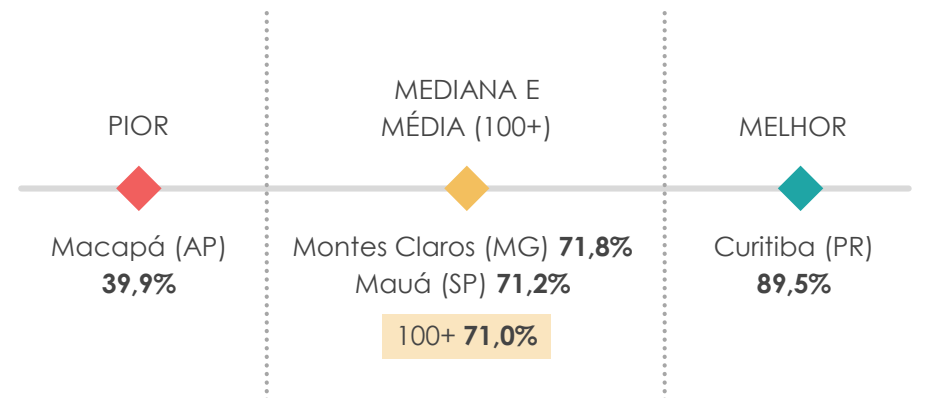 PIOR
Macapá (AP)
39,9%
MEDIANA E
MÉDIA (100+)
Montes Claros (MG) 71,8%
Mauá (SP) 71,2%
100+ 71,0%
MELHOR
Curitiba (PR)
89,5%